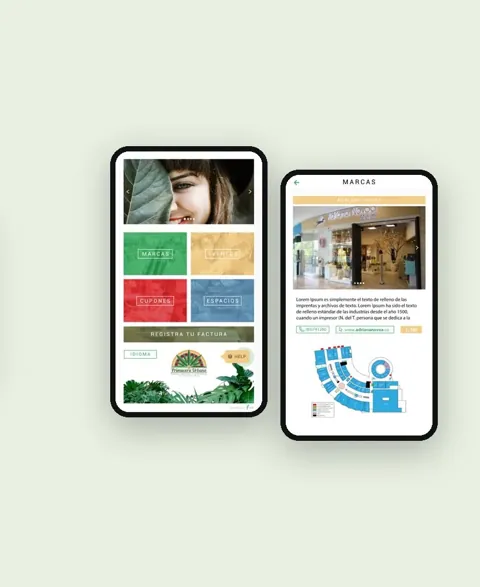 MARCAS
CUPONES
ESPACIOS
REGISTRA TU FACTURA
IDIOMA
HELP
Primavera Urbana
MARCAS
Lorem Ipsum es simplemente el texto de relleno de las
imprentas y archivos de texto. Lorem Ipsum ha sido el texto
de relleno estándar de las industrias desde el año 1500,
cuando un impresor (N. del T. persona que se dedica a la